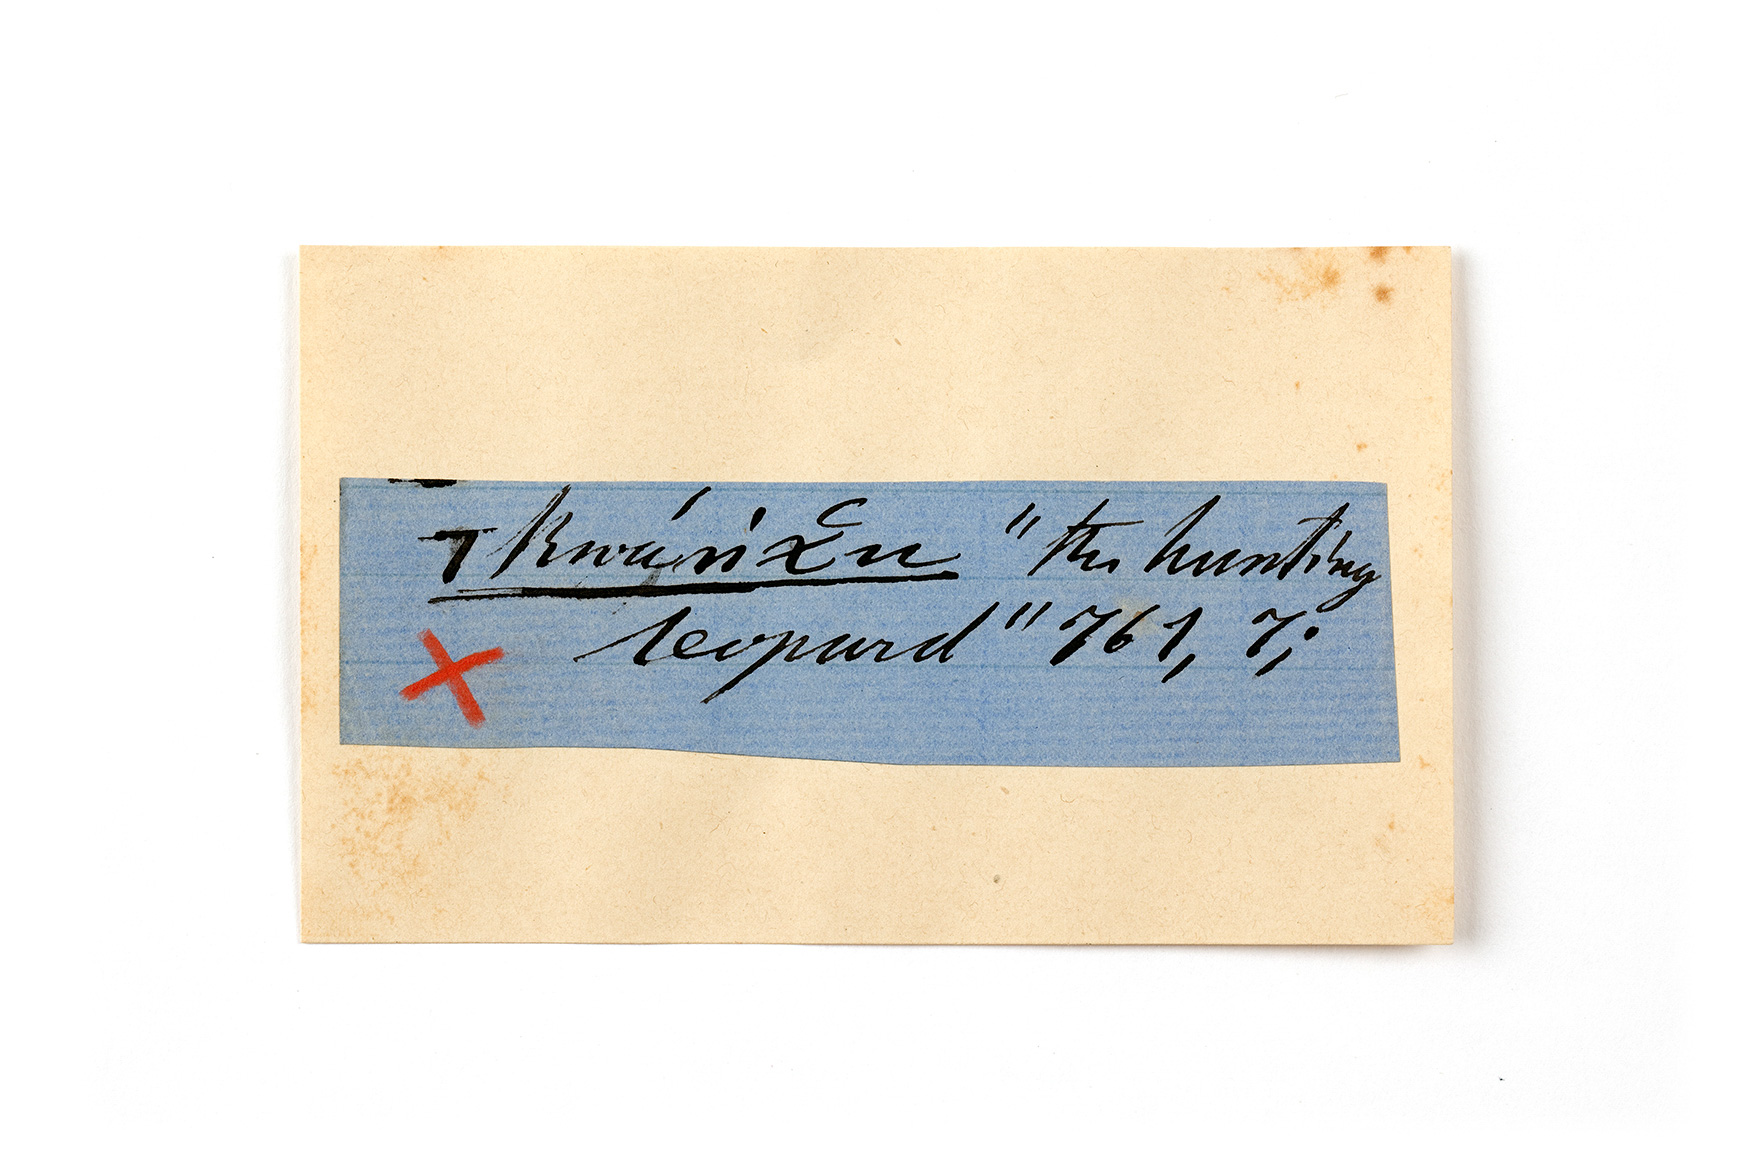 "the hunting
leopard" 761, 7;